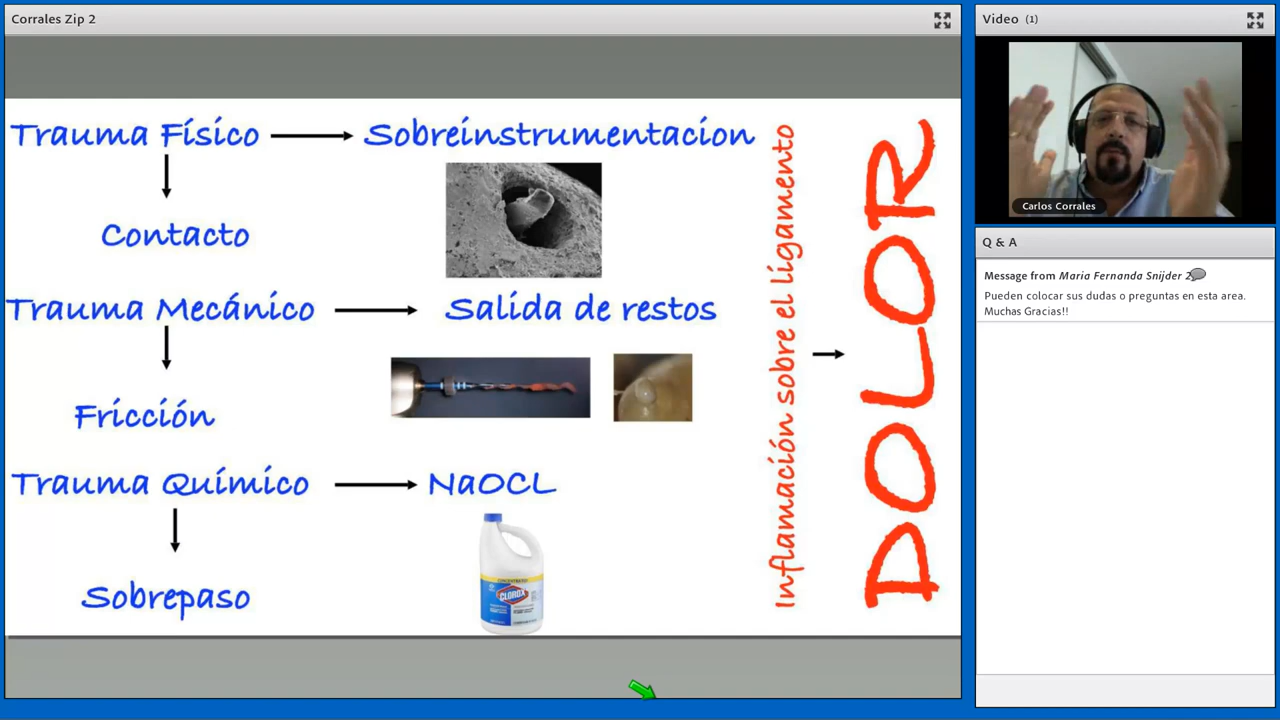 Corrales Zip 2
Trauma Físico
Sobreinstrumentacion
Contacto
Trauma Mecánico
Salida de restos
Fricción
Trauma Químico
NaOCL
CONCENTRATED
CLOROX
Sobrepaso
Inflamación sobre el ligamento
DOLOR
Video (1)
Carlos Corrales
Q & A
Message from Maria Fernanda Snijder 2
Pueden colocar sus dudas o preguntas en esta area.
Muchas Gracias!!